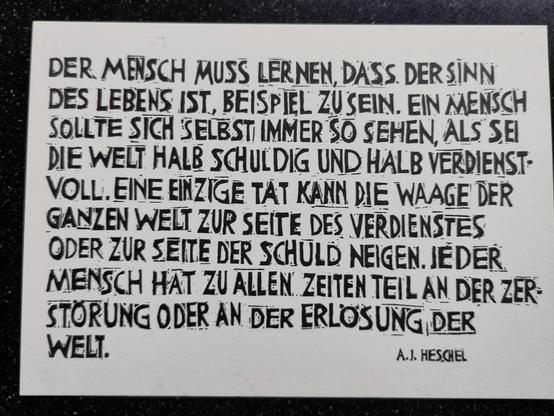 DER MENSCH MUSS LERNEN, DASS DER SINN
DES LEBENS IST, BEISPIEL ZU SEIN. EIN MENSCH
SOLLTE SICH SELBST IMMER SO SEHEN, ALS SEI
DIE WELT HALB SCHULDIG UND HALB VERDIENST-
VOLL. EINE EINZIGE TAT KANN DIE WAAGE DER
GANZEN WELT ZUR SEITE DES VERDIENSTES
ODER ZUR SEITE DER SCHULD NEIGEN. JEDER
MENSCH HAT ZU ALLEN ZEITEN TEIL AN DER ZER-
STÖRUNG ODER AN DER ERLÖSUNG DER
WELT.
A.J. HESCHEL